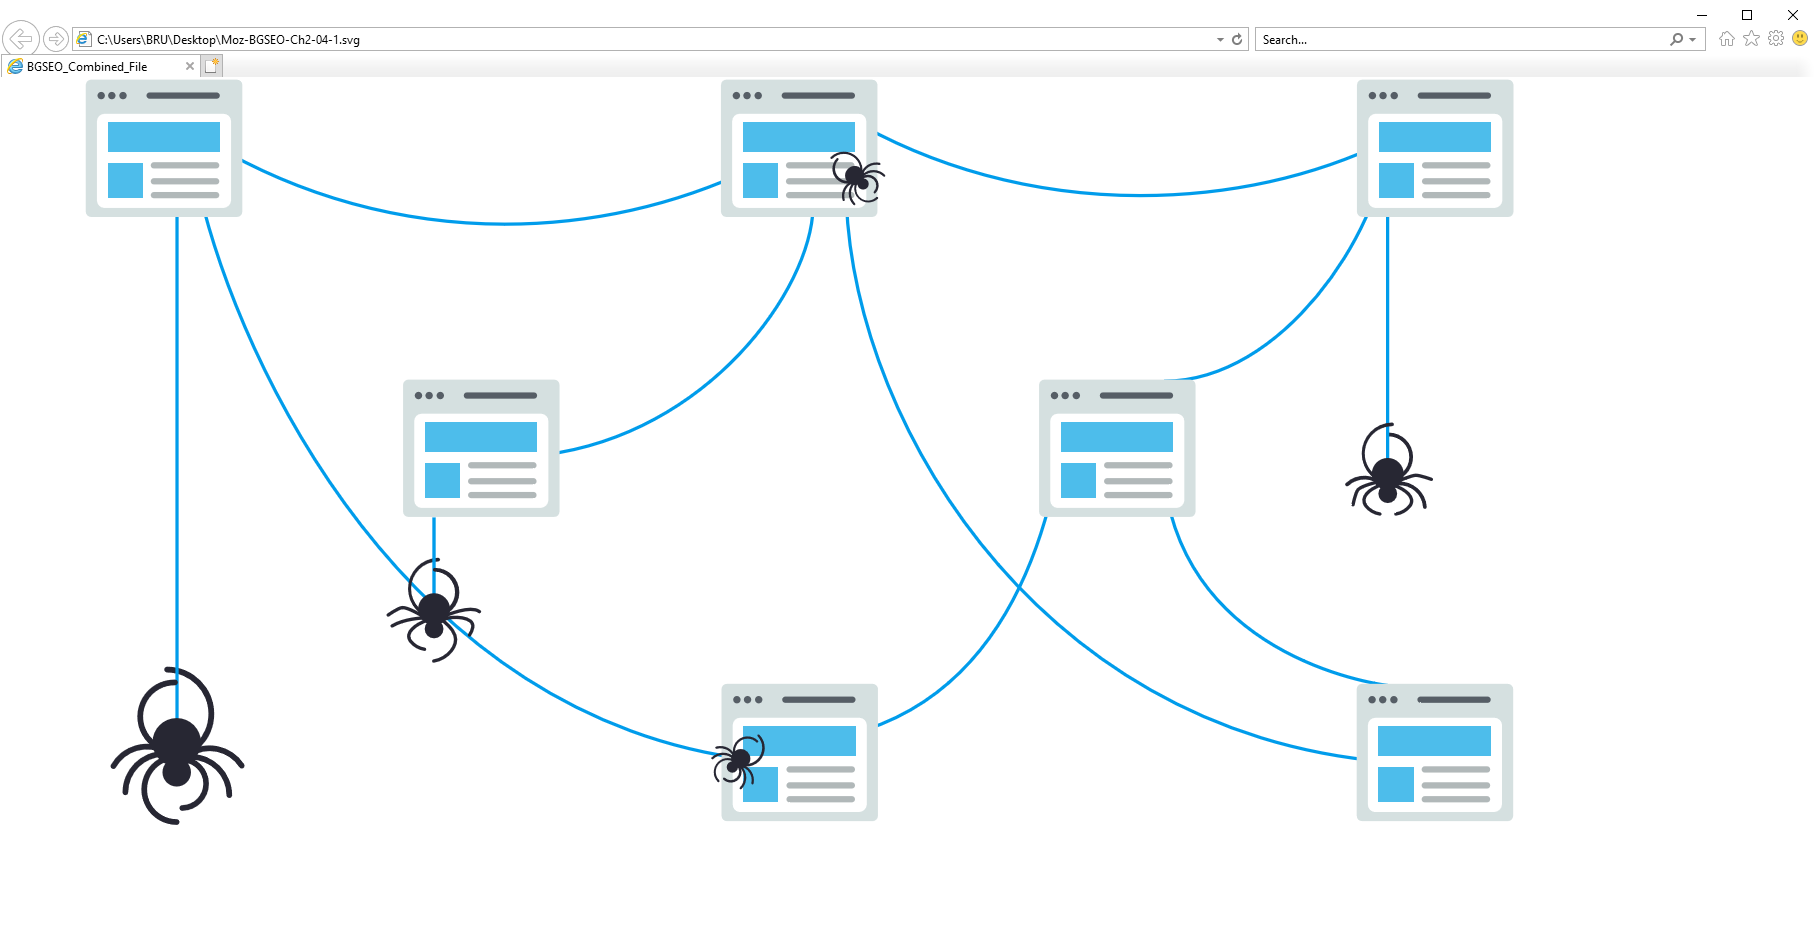 C:\Users\BRU\Desktop\Moz-BGSEO-Ch2-04-1.svg
Search...
BGSEO_Combined_File